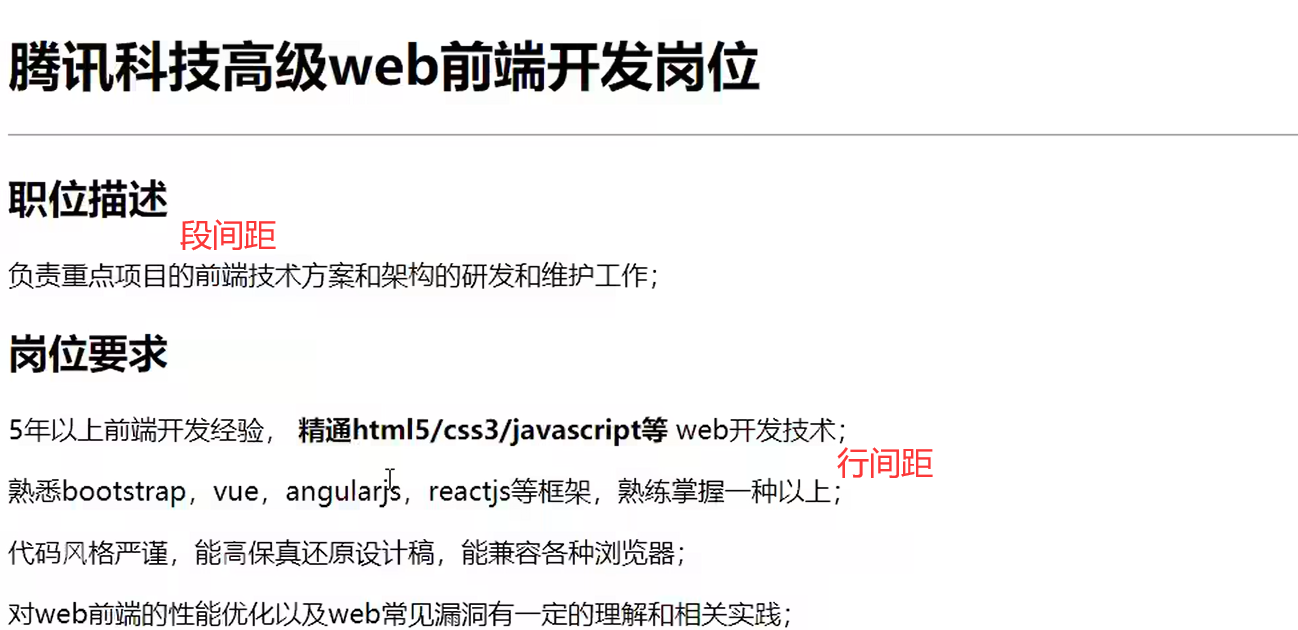 腾讯科技高级web前端开发岗位
职位描述
段间距
负责重点项目的前端技术方案和架构的研发和维护工作；
岗位要求
5年以上前端开发经验， 精通html5/css3/javascript等 web开发技术；
行间距
熟悉bootstrap，vue，angularjs，reactjs等框架，熟练掌握一种以上；
代码风格严谨，能高保真还原设计稿，能兼容各种浏览器；
对web前端的性能优化以及web常见漏洞有一定的理解和相关实践；